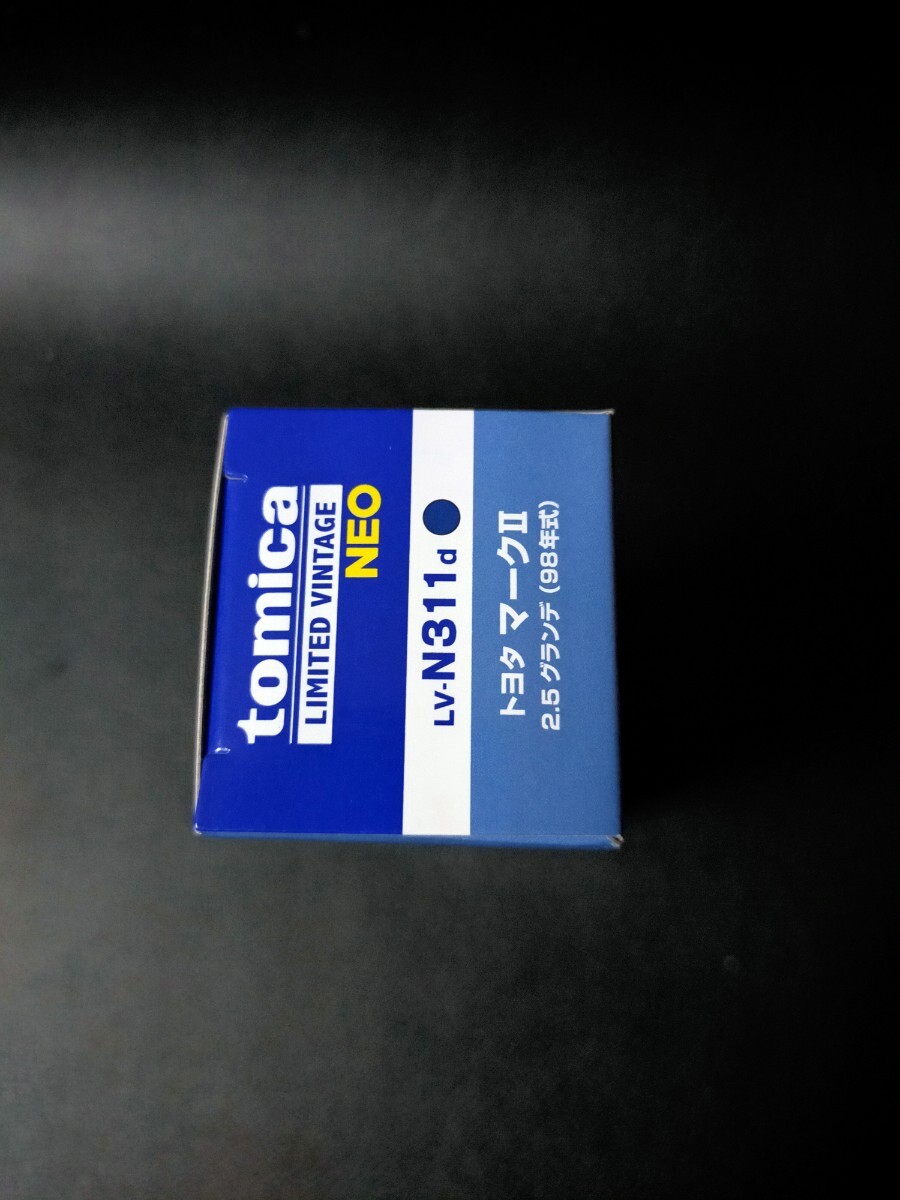 tomica
LIMITED VINTAGE
NEO
LV-N311d
トヨタ マークII
2.5 グランデ (98年式)